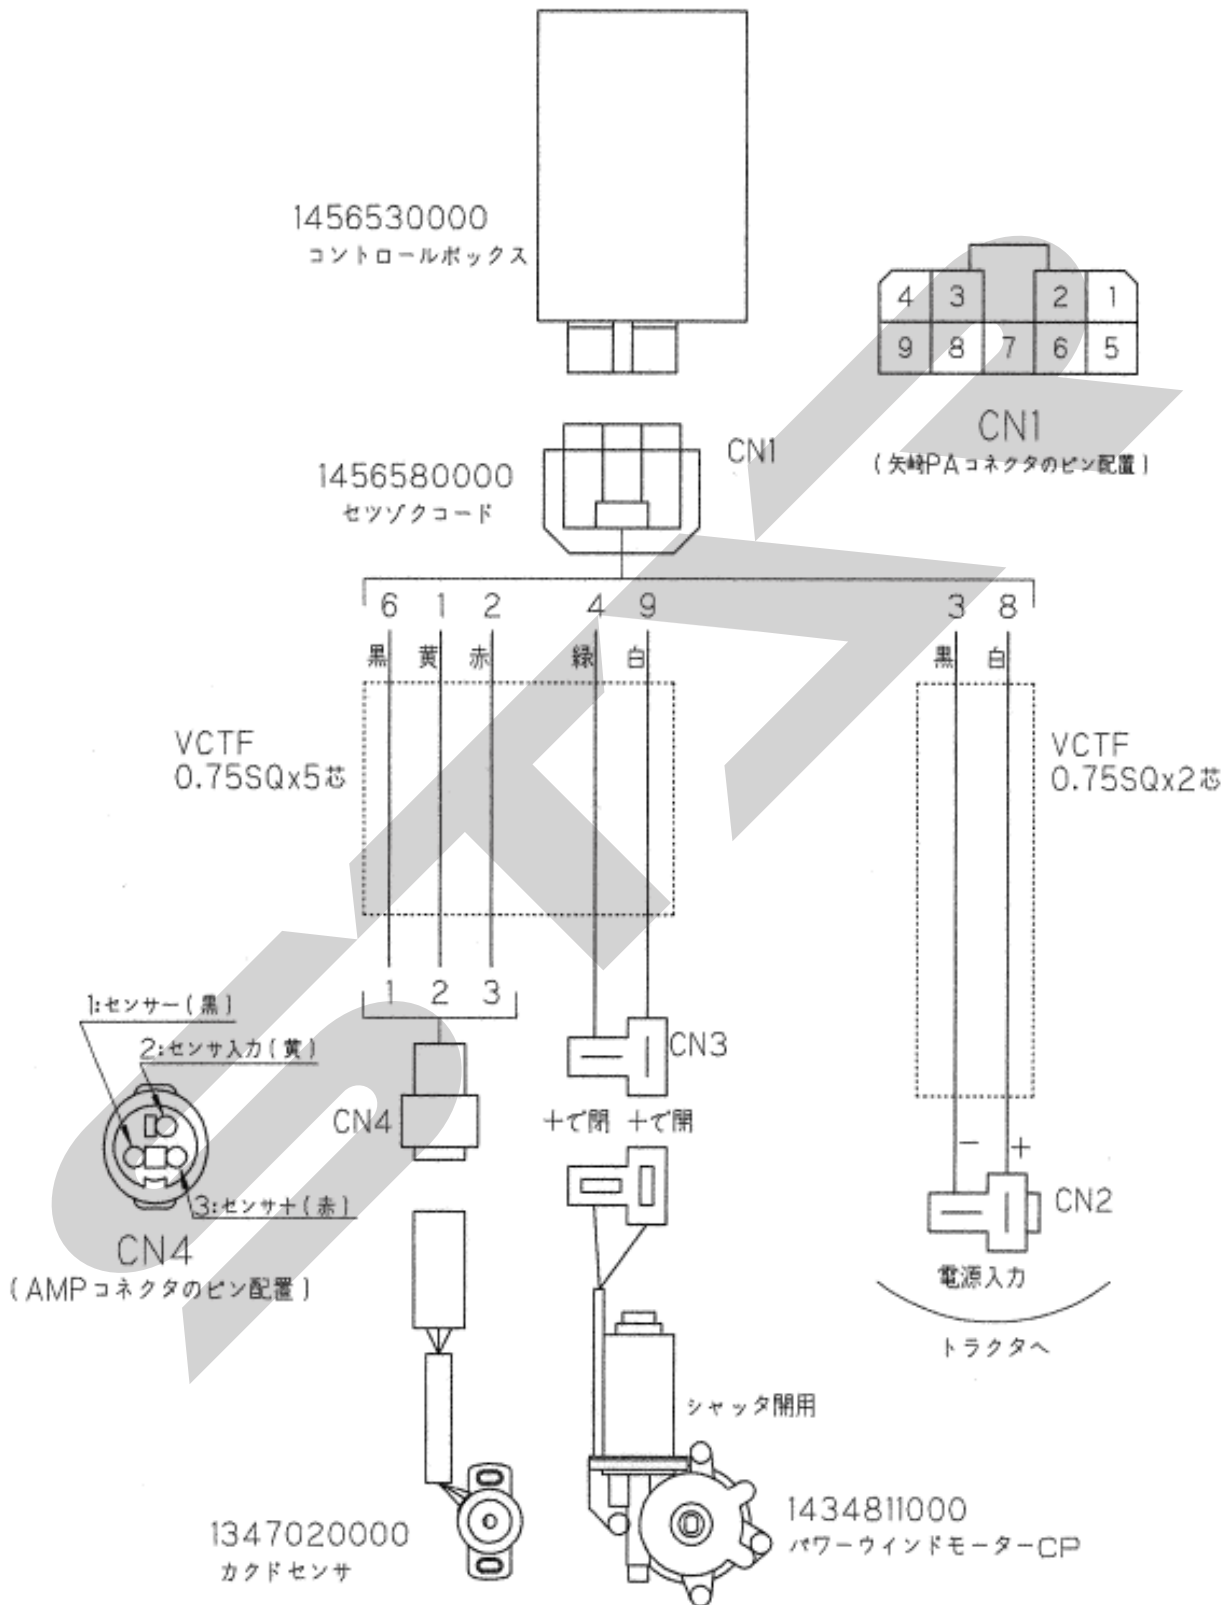 1456530000
コントロールボックス
4 3 2 1
9 8 7 6 5
CN1
(矢崎PAコネクタのピン配置)
CN1
1456580000
セツゾクコード
6 1 2 4 9 3 8
黒 黄 赤 緑 白 黒 白
VCTF
0.75SQx5芯
VCTF
0.75SQx2芯
1 2 3
1:センサー(黒)
2:センサ入力(黄)
3:センサ+(赤)
CN4
(AMPコネクタのピン配置)
CN4
CN3
+で閉 +で開
− +
CN2
電源入力
トラクタへ
シャッタ開用
1347020000
カクドセンサ
1434811000
パワーウインドモーターCP
STAR